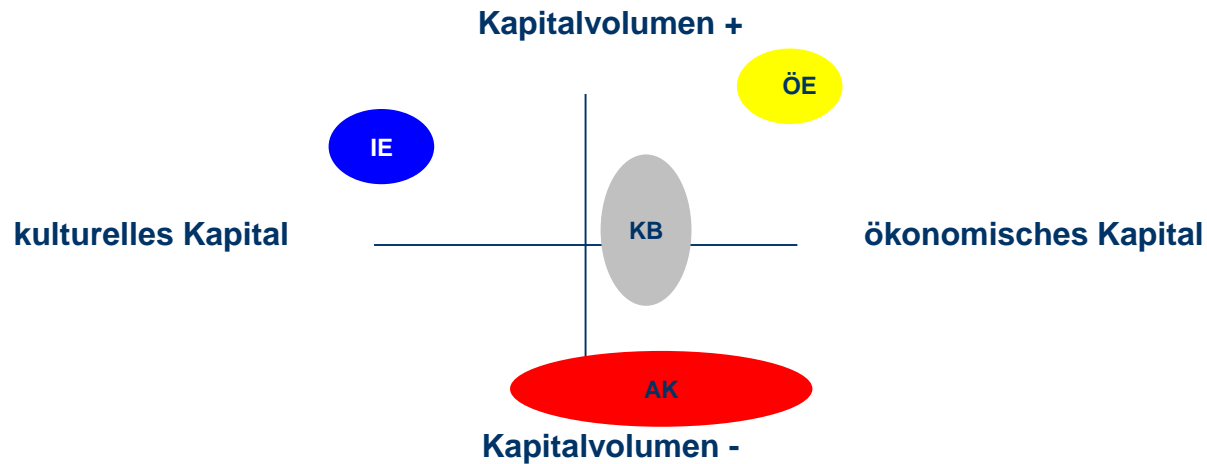 Kapitalvolumen +
ÖE
IE
kulturelles Kapital
KB
ökonomisches Kapital
AK
Kapitalvolumen -